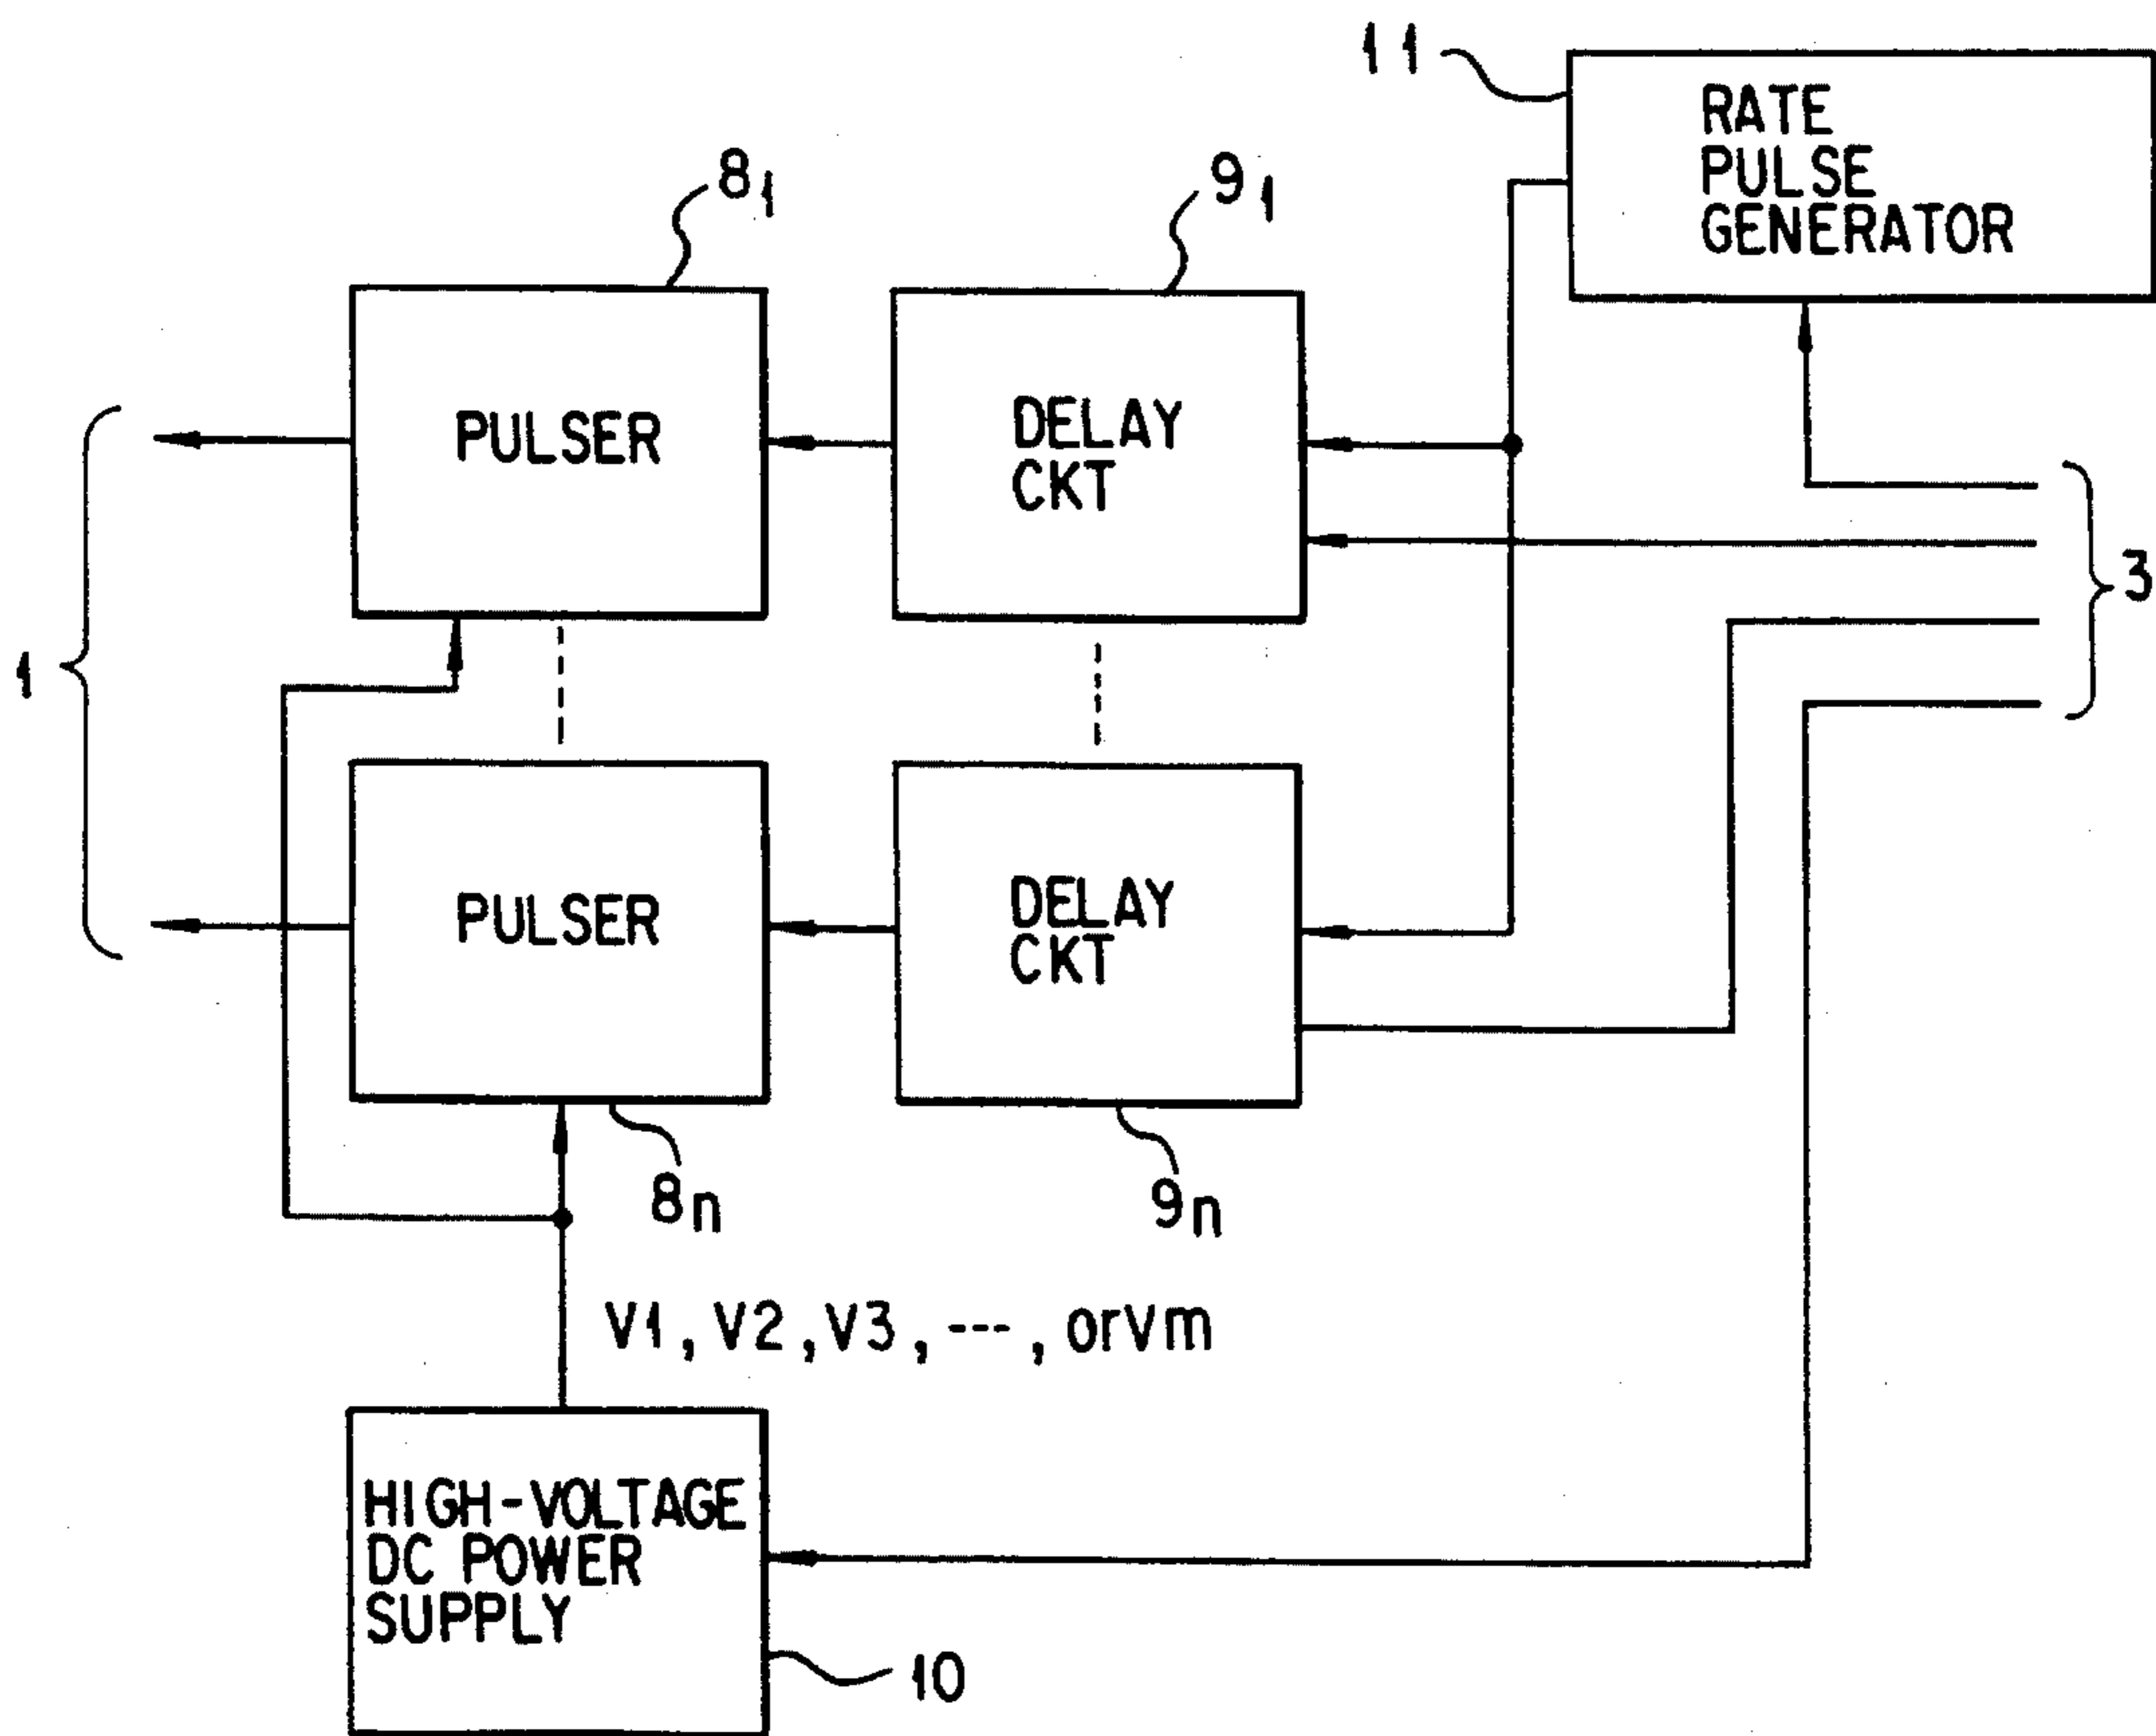 11
RATE
PULSE
GENERATOR
8₁
9₁
PULSER
DELAY
CKT
3
1
PULSER
DELAY
CKT
8n
9n
V1, V2, V3, ---, orVm
HIGH-VOLTAGE
DC POWER
SUPPLY
10